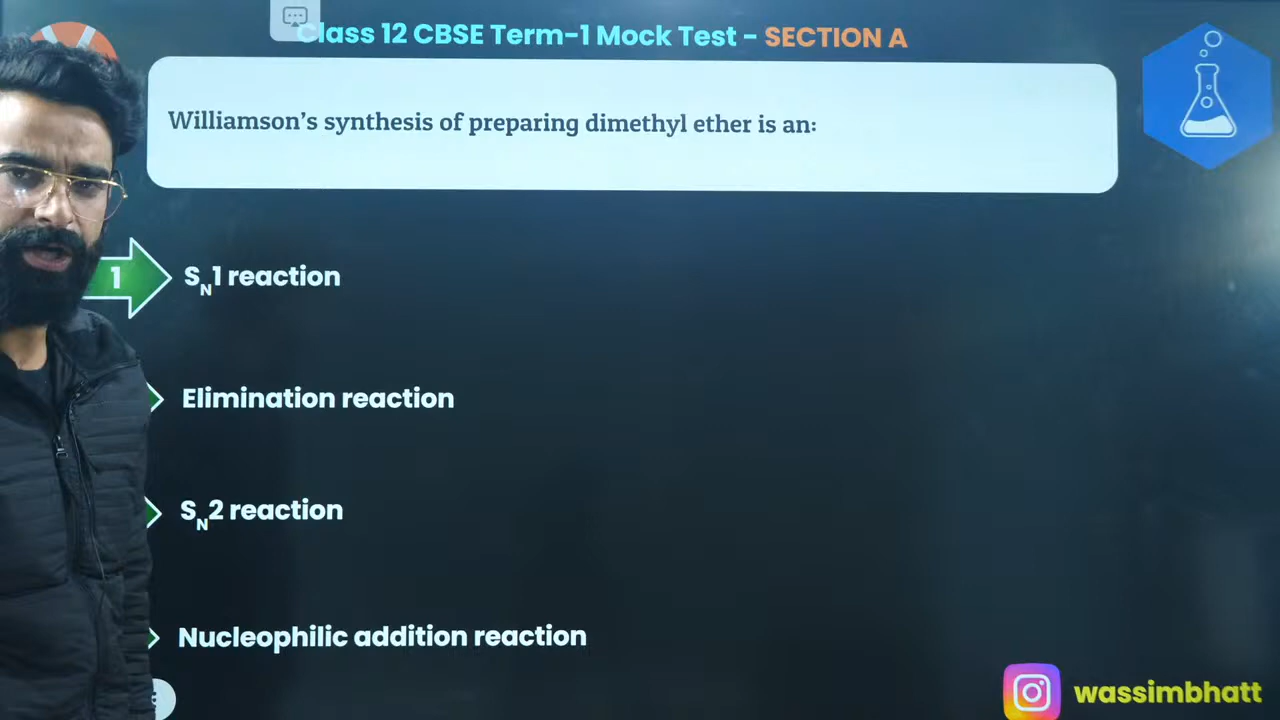 Class 12 CBSE Term-1 Mock Test - SECTION A
Williamson's synthesis of preparing dimethyl ether is an:
1 SN1 reaction
Elimination reaction
SN2 reaction
Nucleophilic addition reaction
wassimbhatt